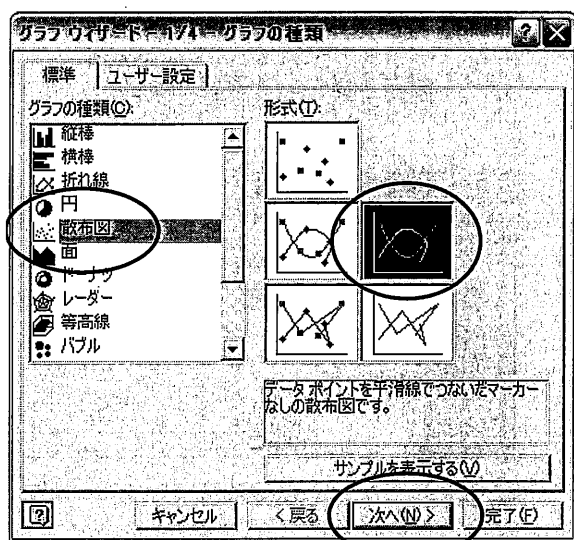 グラフ ウィザード - 1/4 - グラフの種類
標準
ユーザー設定
グラフの種類(C):
縦棒
横棒
折れ線
円
散布図
面
ドーナツ
レーダー
等高線
バブル
形式(T):
データ ポイントを平滑線でつないだマーカー
なしの散布図です。
サンプルを表示する(V)
キャンセル
< 戻る
次へ(N) >
完了(F)